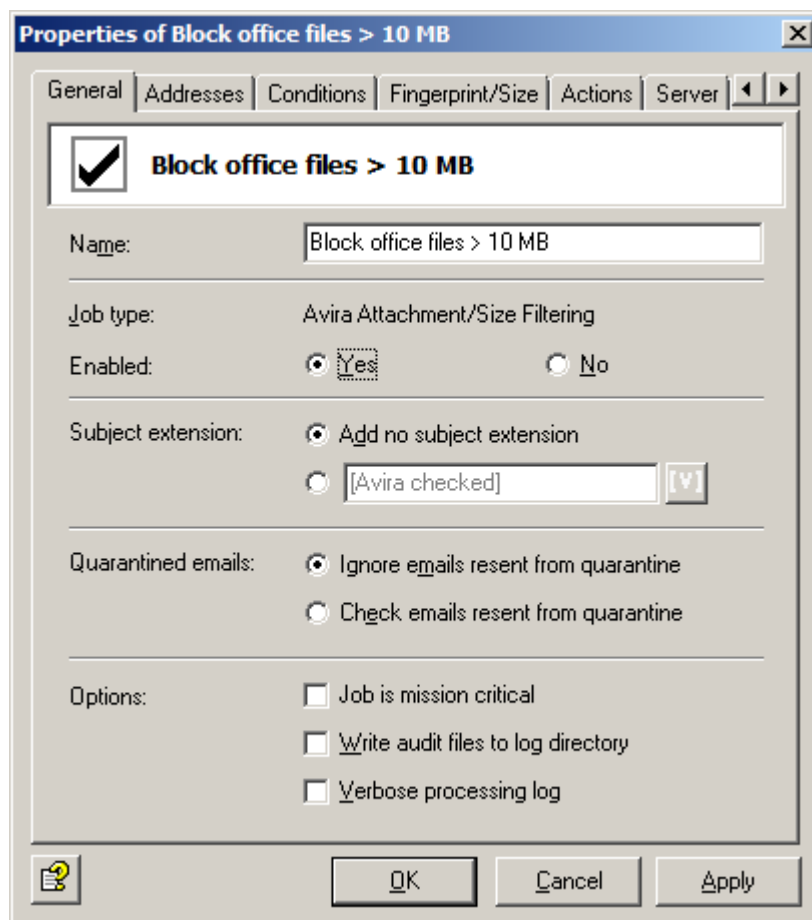 Properties of Block office files > 10 MB
General Addresses Conditions Fingerprint/Size Actions Server
Block office files > 10 MB
Name: Block office files > 10 MB
Job type: Avira Attachment/Size Filtering
Enabled: Yes No
Subject extension: Add no subject extension
[Avira checked] [V]
Quarantined emails: Ignore emails resent from quarantine
Check emails resent from quarantine
Options: Job is mission critical
Write audit files to log directory
Verbose processing log
OK Cancel Apply